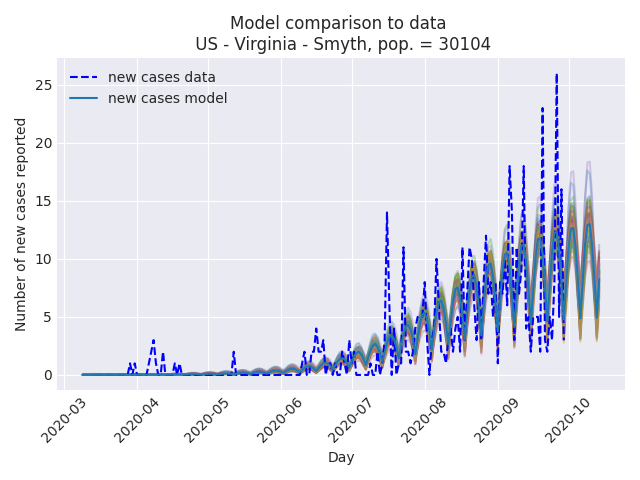 Model comparison to data
US - Virginia - Smyth, pop. = 30104
new cases data
new cases model
Number of new cases reported
25
20
15
10
5
0
2020-03
2020-04
2020-05
2020-06
2020-07
2020-08
2020-09
2020-10
Day